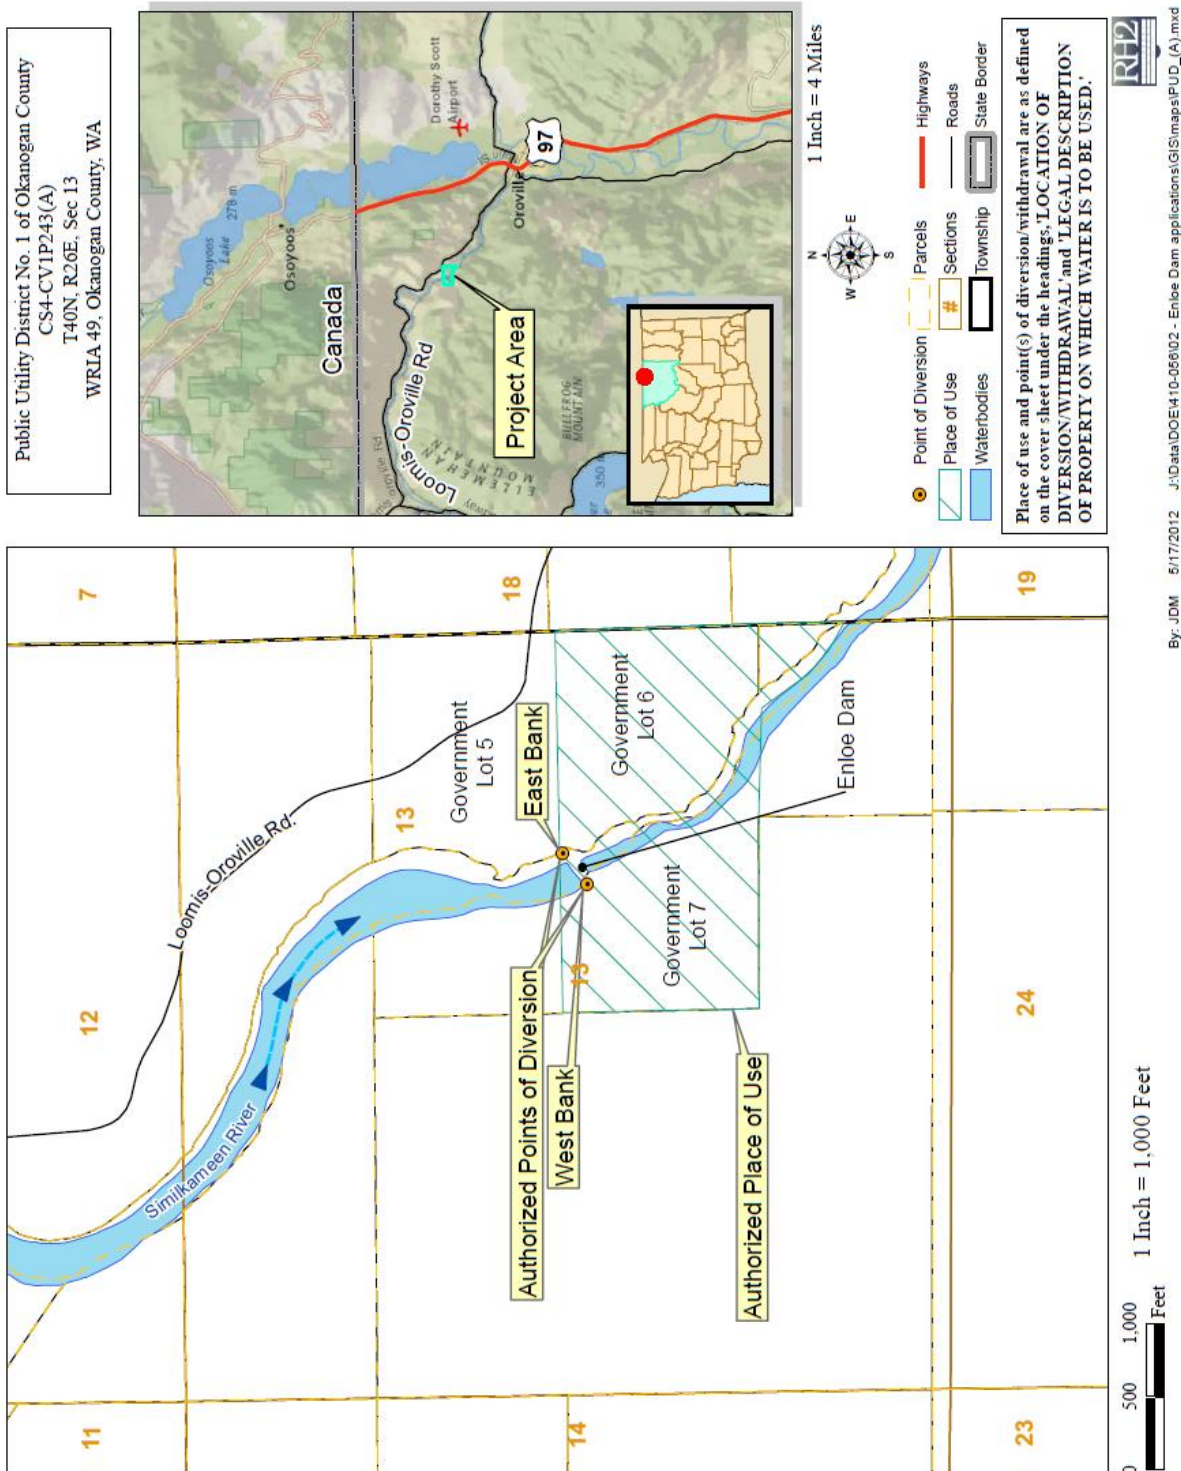 Public Utility District No. 1 of Okanogan County
CS4-CV1P243(A)
T40N, R26E, Sec 13
WRIA 49, Okanogan County, WA
11
12
7
14
13
13
18
23
24
19
Similkameen River
Loomis-Oroville Rd.
Government
Lot 5
East Bank
Authorized Points of Diversion
West Bank
Government
Lot 6
Government
Lot 7
Enloe Dam
Authorized Place of Use
0 500 1,000
Feet
1 Inch = 1,000 Feet
Osoyoos
Lake
278 m
Osoyoos
Canada
Dorothy Scott
Airport
Loomis-Oroville Rd
Oroville
97
Project Area
ELLEMEHAM
MOUNTAIN
BULLFROG
MOUNTAIN
350 m
1 Inch = 4 Miles
N
W E
S
Point of Diversion
Place of Use
Waterbodies
Parcels
# Sections
Township
Highways
Roads
State Border
Place of use and point(s) of diversion/withdrawal are as defined
on the cover sheet under the headings,'LOCATION OF
DIVERSION/WITHDRAWAL' and 'LEGAL DESCRIPTION
OF PROPERTY ON WHICH WATER IS TO BE USED.'
RH2
By: JDM 5/17/2012 J:\Data\DOE\410-056\02 - Enloe Dam applications\GIS\maps\PUD_(A).mxd